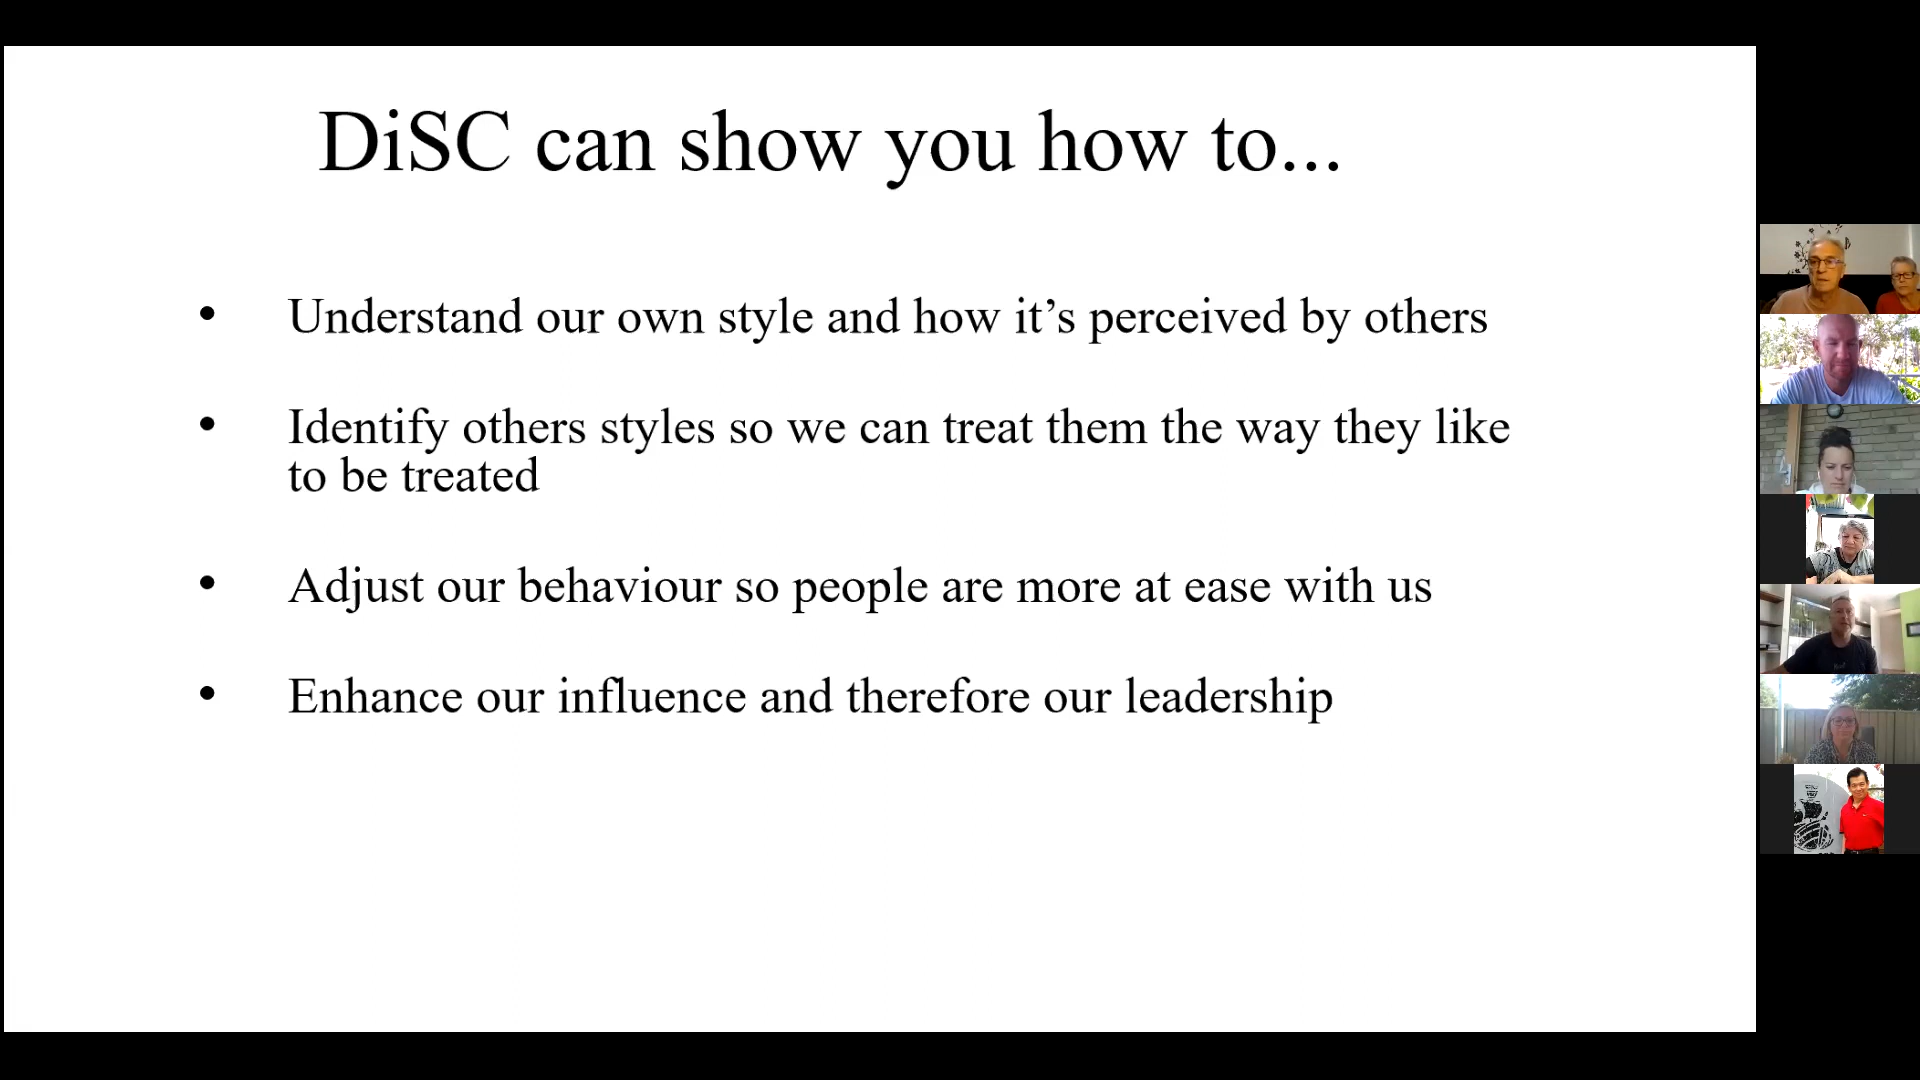 DiSC can show you how to...
• Understand our own style and how it’s perceived by others
• Identify others styles so we can treat them the way they like
to be treated
• Adjust our behaviour so people are more at ease with us
• Enhance our influence and therefore our leadership